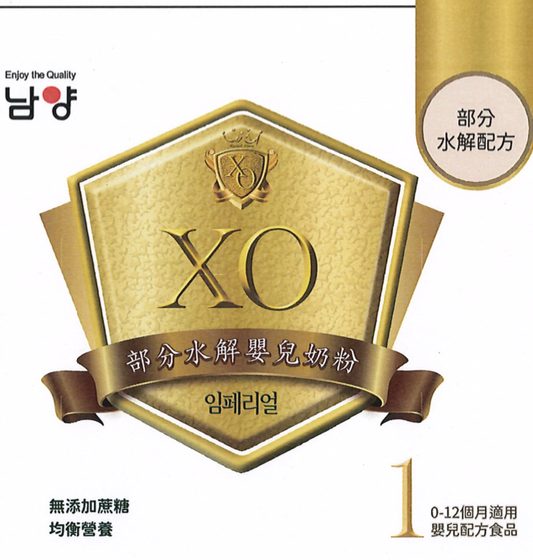 Enjoy the Quality
남양
部分
水解配方
XO
XO
部分水解嬰兒奶粉
임페리얼
無添加蔗糖
均衡營養
1
0-12個月適用
嬰兒配方食品